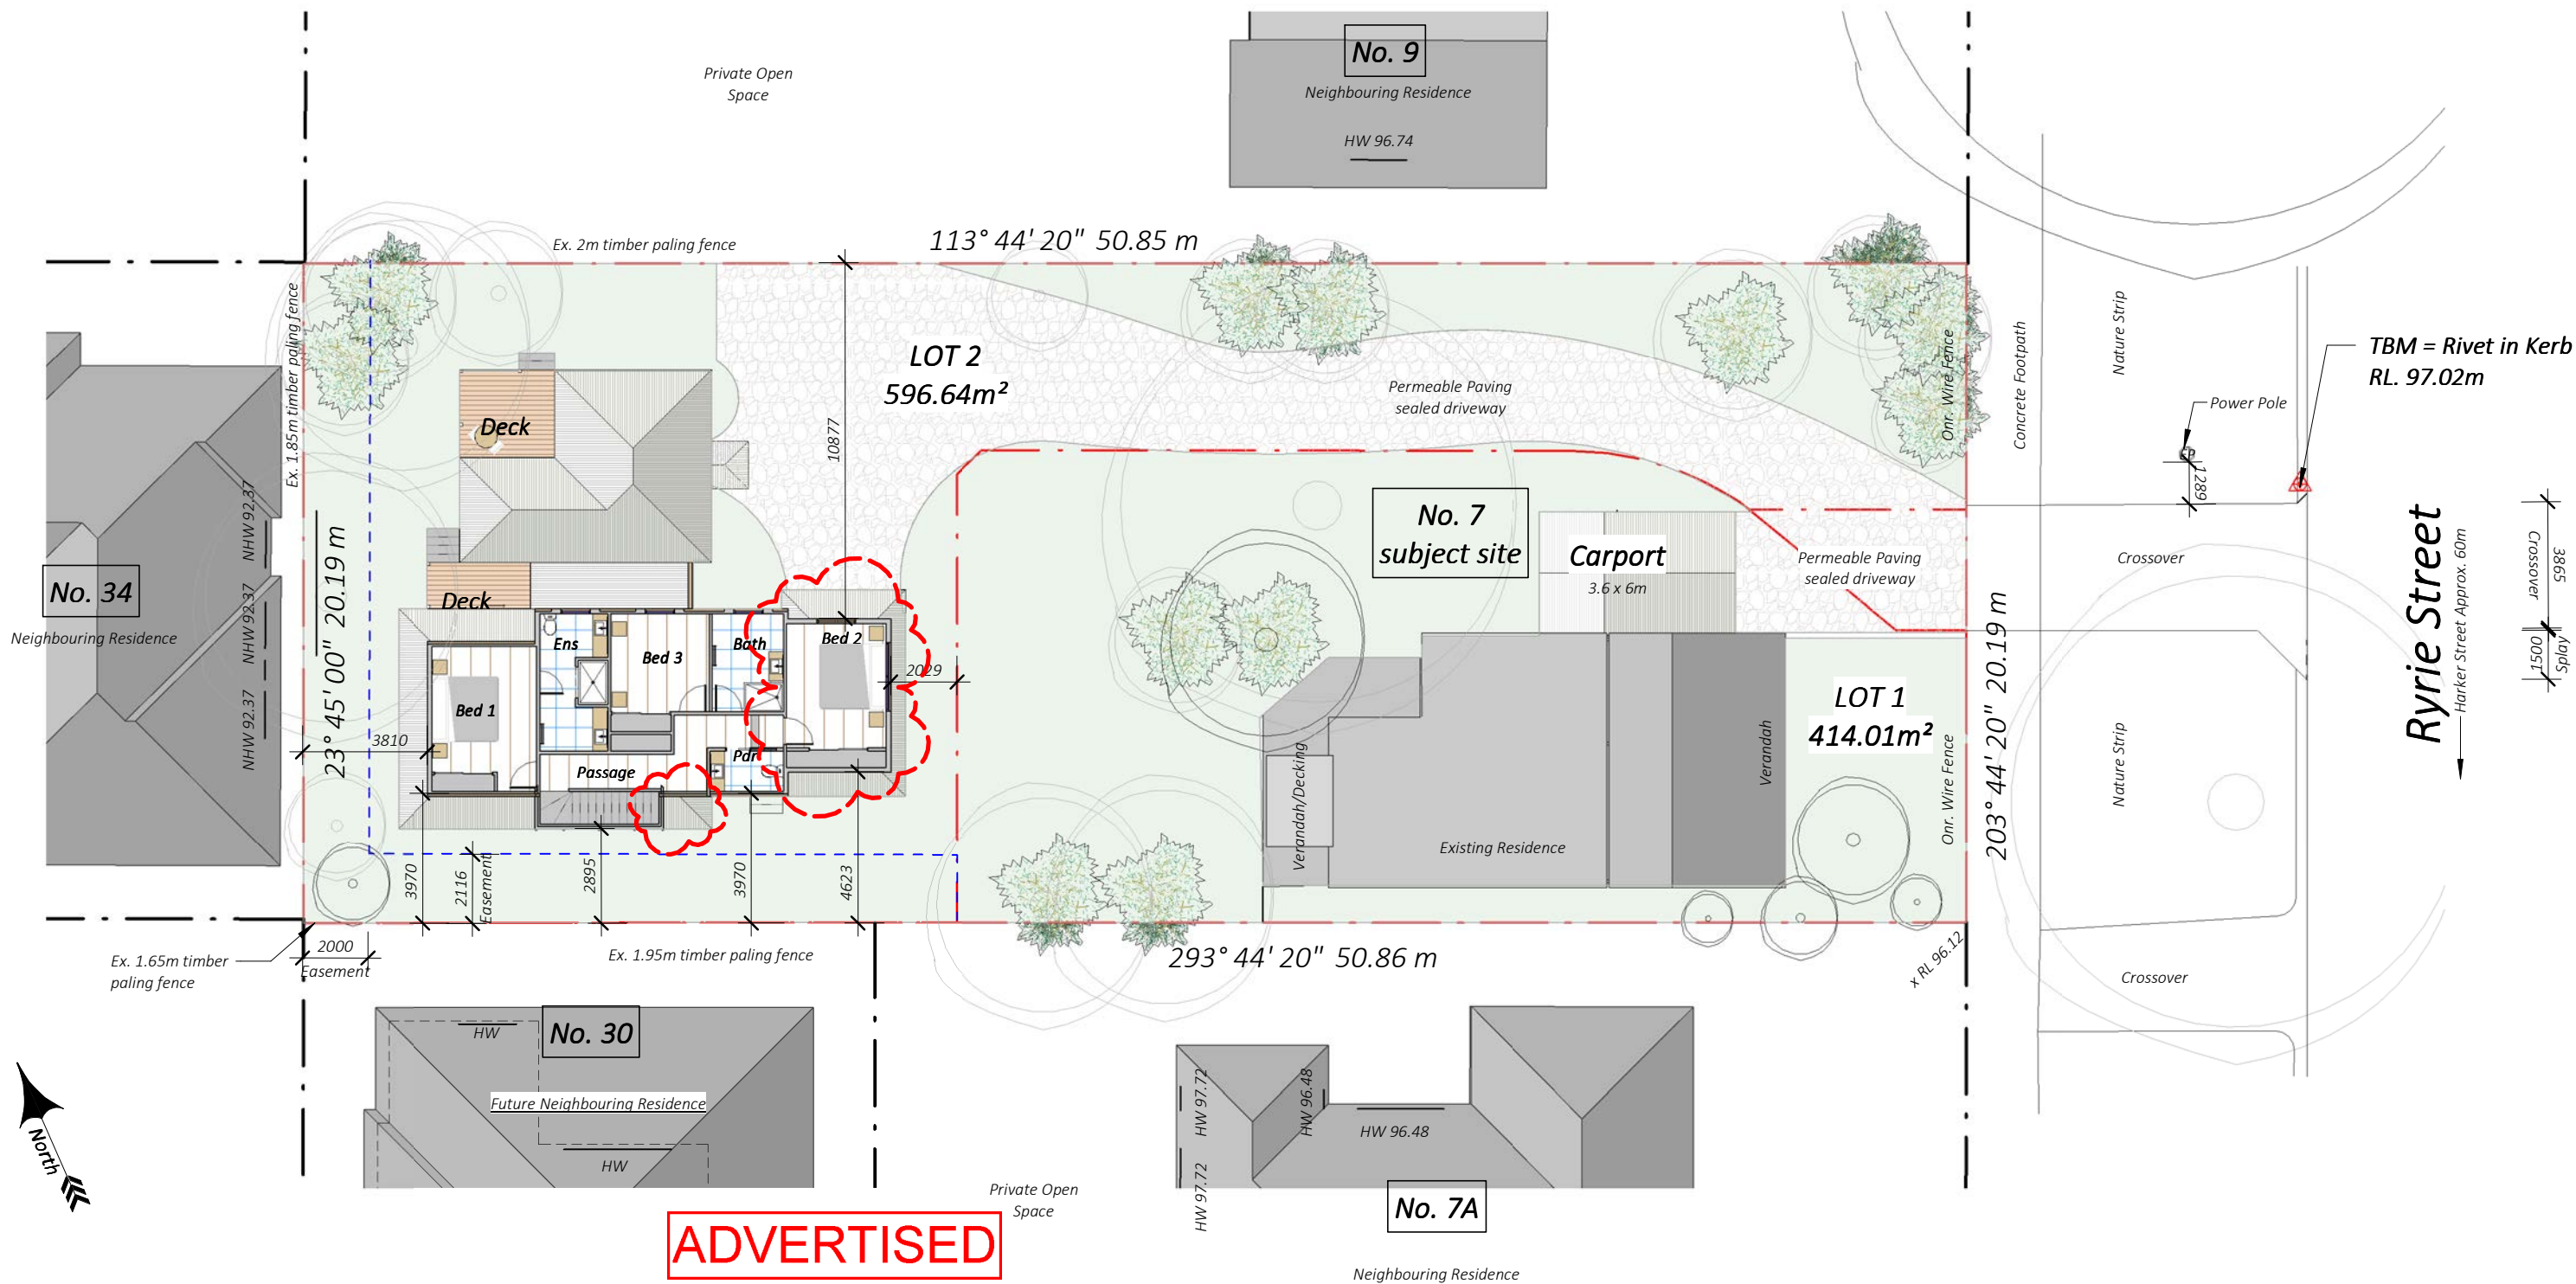 No. 9
Neighbouring Residence
HW 96.74
Private Open
Space
Ex. 2m timber paling fence
113° 44' 20" 50.85 m
Ex. 1.85m timber paling fence
LOT 2
596.64m²
Permeable Paving
sealed driveway
Onr. Wire Fence
Concrete Footpath
Nature Strip
TBM = Rivet in Kerb
RL. 97.02m
Power Pole
EP
1289
Deck
10877
No. 7
subject site
Carport
3.6 x 6m
Permeable Paving
sealed driveway
Crossover
Ryrie Street
Harker Street Approx. 60m
3865
Crossover
1500
Splay
NHW 92.37
NHW 92.37
NHW 92.37
No. 34
Neighbouring Residence
23° 45' 00" 20.19 m
Deck
Ens
Bed 3
Bath
Bed 2
2029
Bed 1
3810
Passage
Pdr
LOT 1
414.01m²
203° 44' 20" 20.19 m
Verandah/Decking
Verandah
Onr. Wire Fence
Nature Strip
Existing Residence
3970
2116
Easement
2895
3970
4623
2000
Easement
Ex. 1.65m timber
paling fence
Ex. 1.95m timber paling fence
293° 44' 20" 50.86 m
x RL 96.12
Crossover
HW
No. 30
Future Neighbouring Residence
HW
HW 97.72
HW 96.48
HW 96.48
HW 97.72
North
Private Open
Space
No. 7A
ADVERTISED
Neighbouring Residence